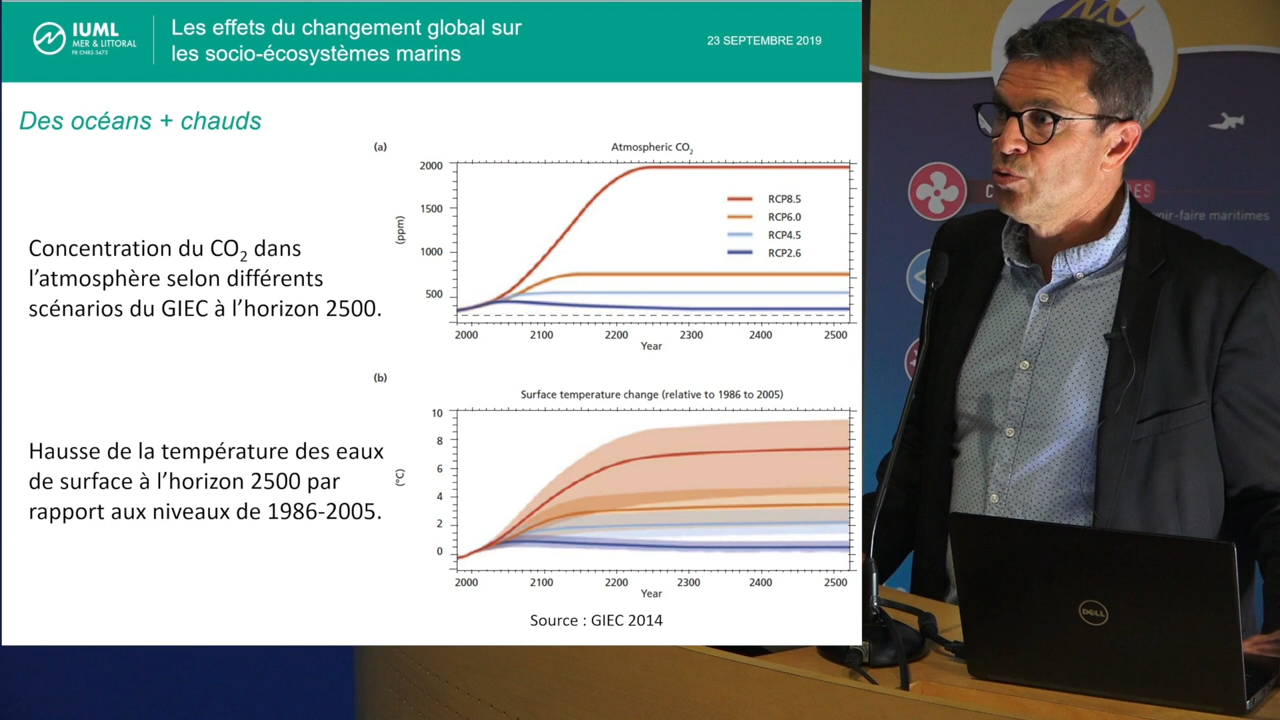 IUML
MER & LITTORAL
FR CNRS 3473
Les effets du changement global sur
les socio-écosystèmes marins
23 SEPTEMBRE 2019
Des océans + chauds
Concentration du CO₂ dans
l'atmosphère selon différents
scénarios du GIEC à l'horizon 2500.
(a)
Atmospheric CO₂
(ppm)
2000
1500
1000
500
RCP8.5
RCP6.0
RCP4.5
RCP2.6
2000 2100 2200 2300 2400 2500
Year
Hausse de la température des eaux
de surface à l'horizon 2500 par
rapport aux niveaux de 1986-2005.
(b)
Surface temperature change (relative to 1986 to 2005)
(°C)
10
8
6
4
2
0
2000 2100 2200 2300 2400 2500
Year
Source : GIEC 2014
ir-faire maritimes
DELL